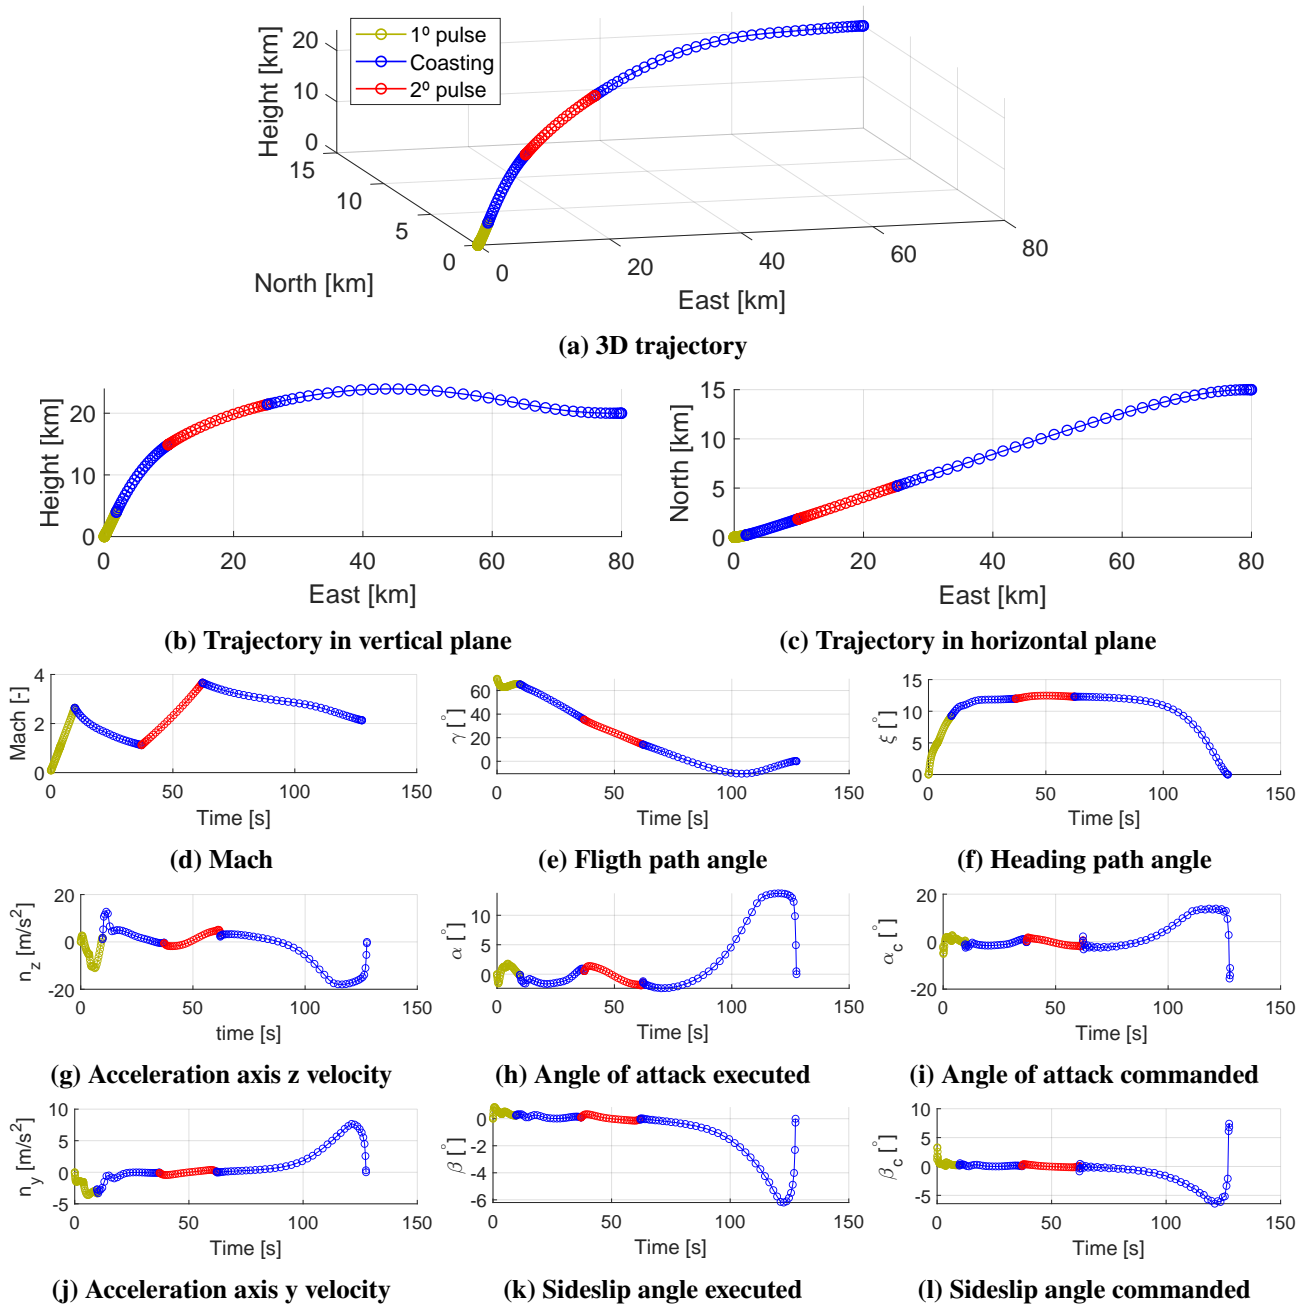 1º pulse
Coasting
2º pulse
Height [km]
20
10
0
15
10
5
0
North [km]
0
20
40
60
80
East [km]
(a) 3D trajectory
Height [km]
20
10
0
0
20
40
60
80
East [km]
(b) Trajectory in vertical plane
North [km]
15
10
5
0
0
20
40
60
80
East [km]
(c) Trajectory in horizontal plane
Mach [-]
4
2
0
0
50
100
150
Time [s]
(d) Mach
γ [°]
60
40
20
0
0
50
100
150
Time [s]
(e) Fligth path angle
ξ [°]
15
10
5
0
0
50
100
150
Time [s]
(f) Heading path angle
n_z [m/s²]
20
0
-20
0
50
100
150
time [s]
(g) Acceleration axis z velocity
α [°]
10
5
0
0
50
100
150
Time [s]
(h) Angle of attack executed
α_c [°]
20
0
-20
0
50
100
150
Time [s]
(i) Angle of attack commanded
n_y [m/s²]
10
5
0
-5
0
50
100
150
Time [s]
(j) Acceleration axis y velocity
β [°]
0
-2
-4
-6
0
50
100
150
Time [s]
(k) Sideslip angle executed
β_c [°]
10
5
0
-5
0
50
100
150
Time [s]
(l) Sideslip angle commanded